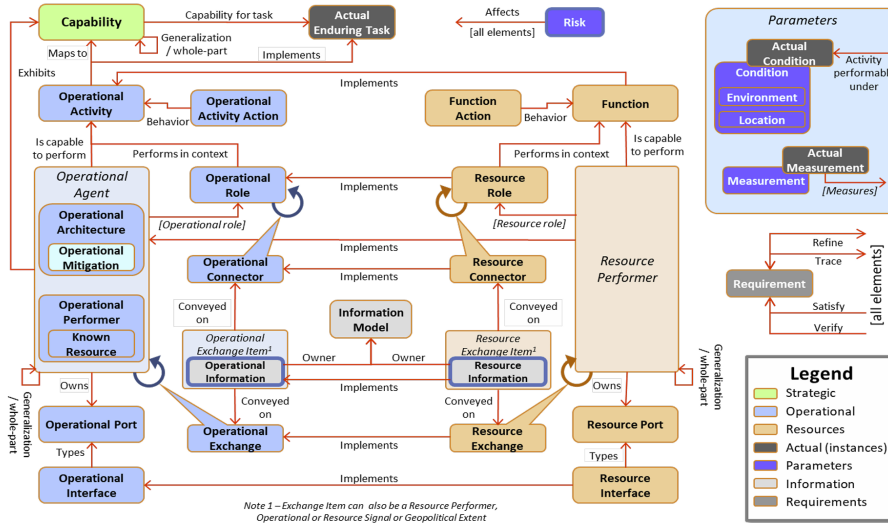 Capability
Capability for task
Actual
Enduring Task
Affects
[all elements]
Risk
Generalization
/ whole-part
Maps to
Implements
Exhibits
Operational
Activity
Behavior
Operational
Activity Action
Implements
Function
Action
Behavior
Function
Is capable
to perform
Performs in context
Performs in context
Is capable
to perform
Operational
Agent
Operational
Architecture
Operational
Mitigation
Operational
Performer
Known
Resource
Operational
Role
Implements
Resource
Role
[Operational role]
[Resource role]
Implements
Resource
Performer
Operational
Connector
Implements
Resource
Connector
Conveyed
on
Information
Model
Conveyed
on
Operational
Exchange Item¹
Operational
Information
Owner
Owner
Resource
Exchange Item¹
Resource
Information
Implements
Generalization
/ whole-part
Owns
Conveyed
on
Conveyed
on
Owns
Generalization
/ whole-part
Operational Port
Operational
Exchange
Implements
Resource
Exchange
Resource Port
Types
Types
Operational
Interface
Implements
Resource
Interface
Note 1 – Exchange Item can also be a Resource Performer,
Operational or Resource Signal or Geopolitical Extent
Parameters
Actual
Condition
Condition
Environment
Location
Activity
performable
under
Actual
Measurement
Measurement
[Measures]
Refine
Trace
Requirement
Satisfy
Verify
[all elements]
Legend
Strategic
Operational
Resources
Actual (instances)
Parameters
Information
Requirements